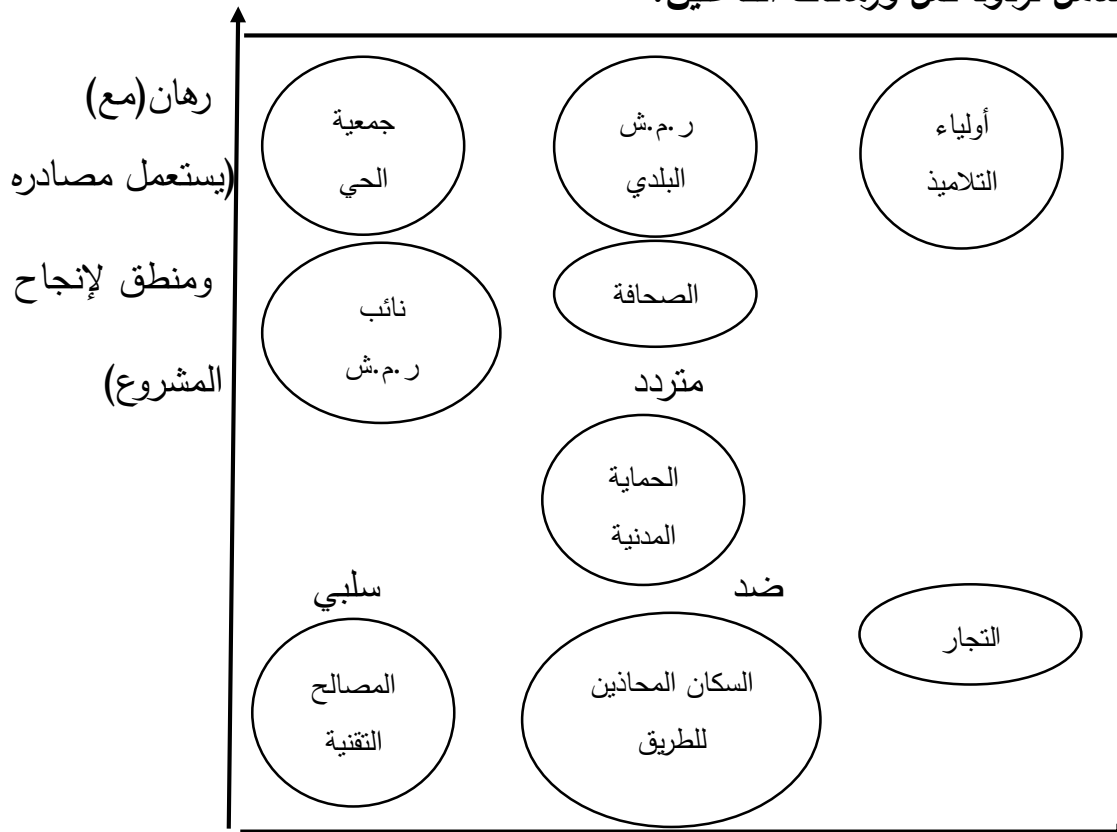 رهان(مع)
(يستعمل مصادره
ومنطق لإنجاح
المشروع)
أولياء
التلاميذ
ر.م.ش
البلدي
جمعية
الحي
الصحافة
نائب
ر.م.ش
متردد
الحماية
المدنية
ضد
سلبي
التجار
السكان المحاذين
للطريق
المصالح
التقنية